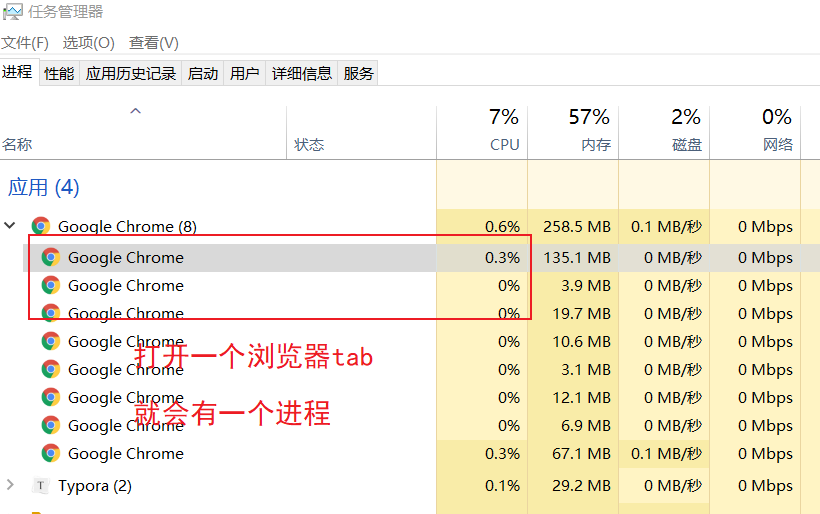 任务管理器
文件(F) 选项(O) 查看(V)
进程 性能 应用历史记录 启动 用户 详细信息 服务
7% 57% 2% 0%
名称 状态 CPU 内存 磁盘 网络
应用 (4)
Google Chrome (8) 0.6% 258.5 MB 0.1 MB/秒 0 Mbps
Google Chrome 0.3% 135.1 MB 0 MB/秒 0 Mbps
Google Chrome 0% 3.9 MB 0 MB/秒 0 Mbps
Google Chrome 0% 19.7 MB 0 MB/秒 0 Mbps
Google Chrome 0% 10.6 MB 0 MB/秒 0 Mbps
打开一个浏览器tab
Google Chrome 0% 3.1 MB 0 MB/秒 0 Mbps
Google Chrome 0% 12.1 MB 0 MB/秒 0 Mbps
就会有一个进程
Google Chrome 0% 6.9 MB 0 MB/秒 0 Mbps
Google Chrome 0.3% 67.1 MB 0.1 MB/秒 0 Mbps
T Typora (2) 0.1% 29.2 MB 0 MB/秒 0 Mbps